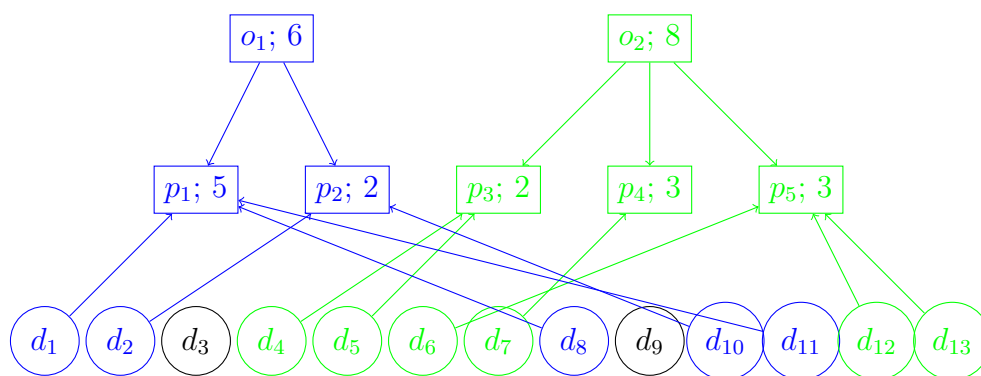 o₁; 6 o₂; 8
p₁; 5 p₂; 2 p₃; 2 p₄; 3 p₅; 3
d₁ d₂ d₃ d₄ d₅ d₆ d₇ d₈ d₉ d₁₀ d₁₁ d₁₂ d₁₃